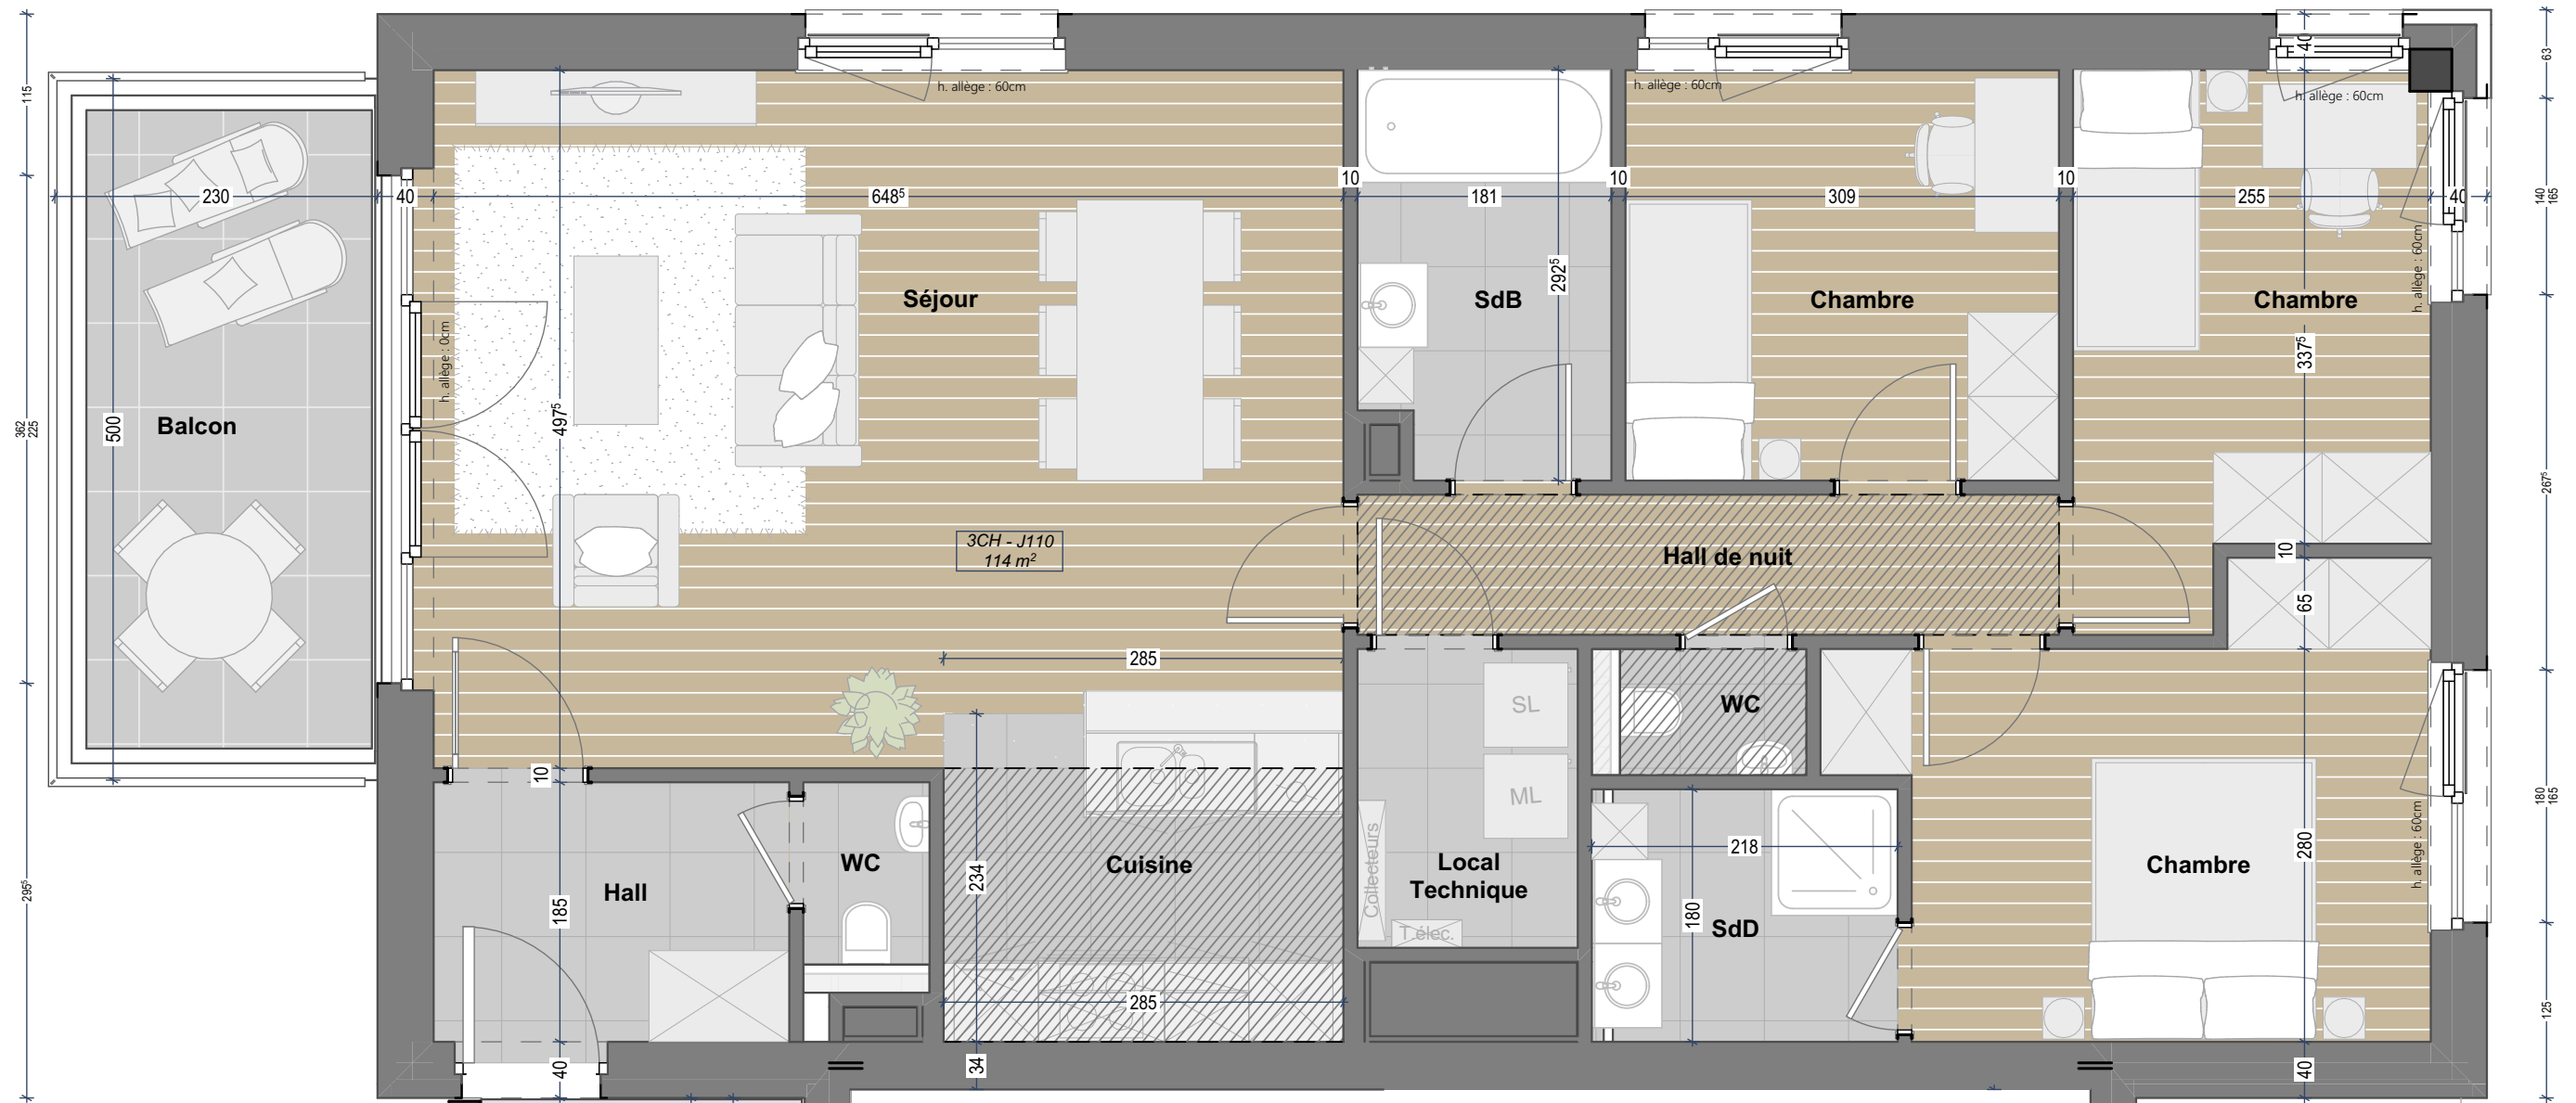 40
63
115
h. allège : 60cm
h. allège : 60cm
h. allège : 60cm
230
40
648⁵
10
181
10
309
10
255
40
140
165
h. allège : 60cm
292⁵
Séjour
SdB
Chambre
Chambre
337⁵
h. allège : 0cm
497⁵
Balcon
500
362
225
267⁵
3CH - J110
114 m²
Hall de nuit
10
65
285
SL
WC
10
ML
180
165
h. allège : 60cm
280
218
WC
Cuisine
Local
Technique
Chambre
234
Collecteurs
Hall
185
295⁵
T.élec.
180
SdD
285
125
40
34
40